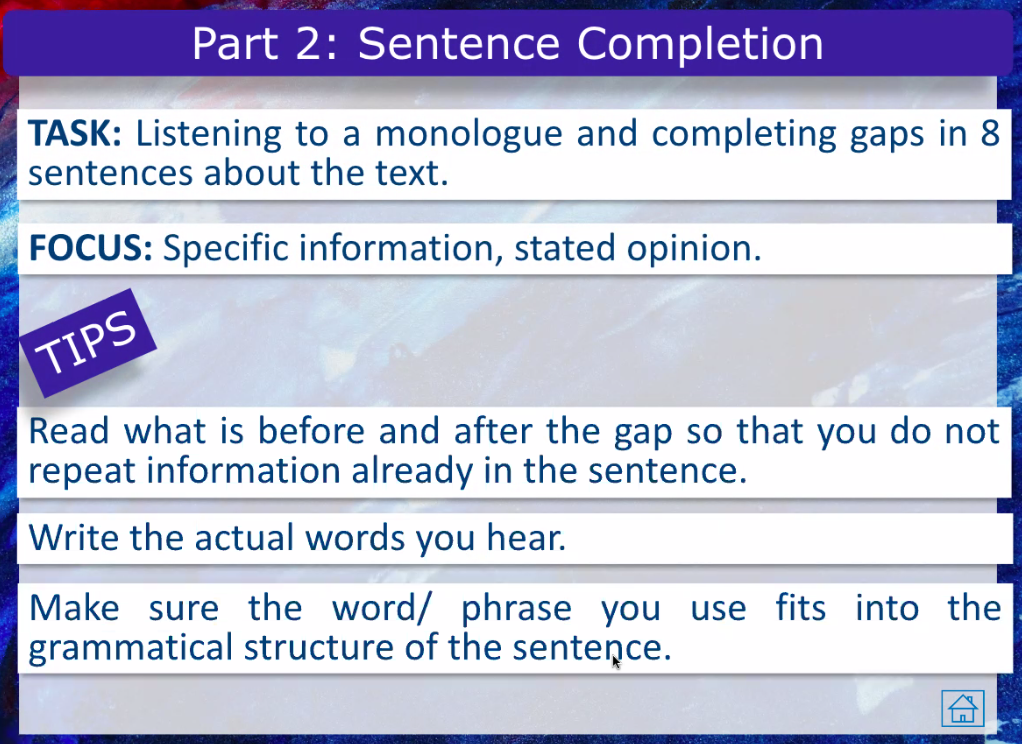 Part 2: Sentence Completion
TASK: Listening to a monologue and completing gaps in 8
sentences about the text.
FOCUS: Specific information, stated opinion.
TIPS
Read what is before and after the gap so that you do not
repeat information already in the sentence.
Write the actual words you hear.
Make sure the word/ phrase you use fits into the
grammatical structure of the sentence.